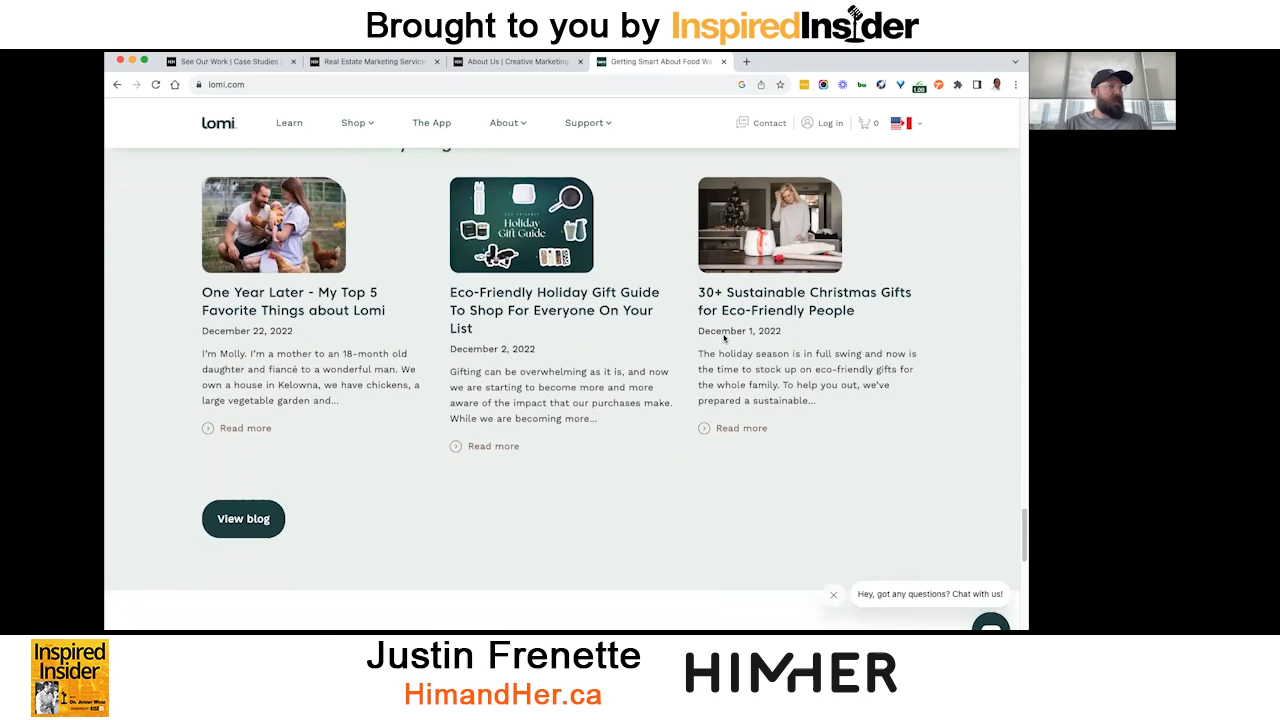 Brought to you by InspiredInsider
See Our Work | Case Studies |
Real Estate Marketing Service
About Us | Creative Marketing
Getting Smart About Food Wa
lomi.com
1.00
lomi
Learn
Shop
The App
About
Support
Contact
Log in
0
ECO-FRIENDLY
Holiday
Gift Guide
One Year Later - My Top 5
Favorite Things about Lomi
December 22, 2022
I'm Molly. I'm a mother to an 18-month old
daughter and fiancé to a wonderful man. We
own a house in Kelowna, we have chickens, a
large vegetable garden and...
Read more
Eco-Friendly Holiday Gift Guide
To Shop For Everyone On Your
List
December 2, 2022
Gifting can be overwhelming as it is, and now
we are starting to become more and more
aware of the impact that our purchases make.
While we are becoming more...
Read more
30+ Sustainable Christmas Gifts
for Eco-Friendly People
December 1, 2022
The holiday season is in full swing and now is
the time to stock up on eco-friendly gifts for
the whole family. To help you out, we've
prepared a sustainable...
Read more
View blog
Hey, got any questions? Chat with us!
Inspired
Insider
Justin Frenette
HimandHer.ca
HIMHER